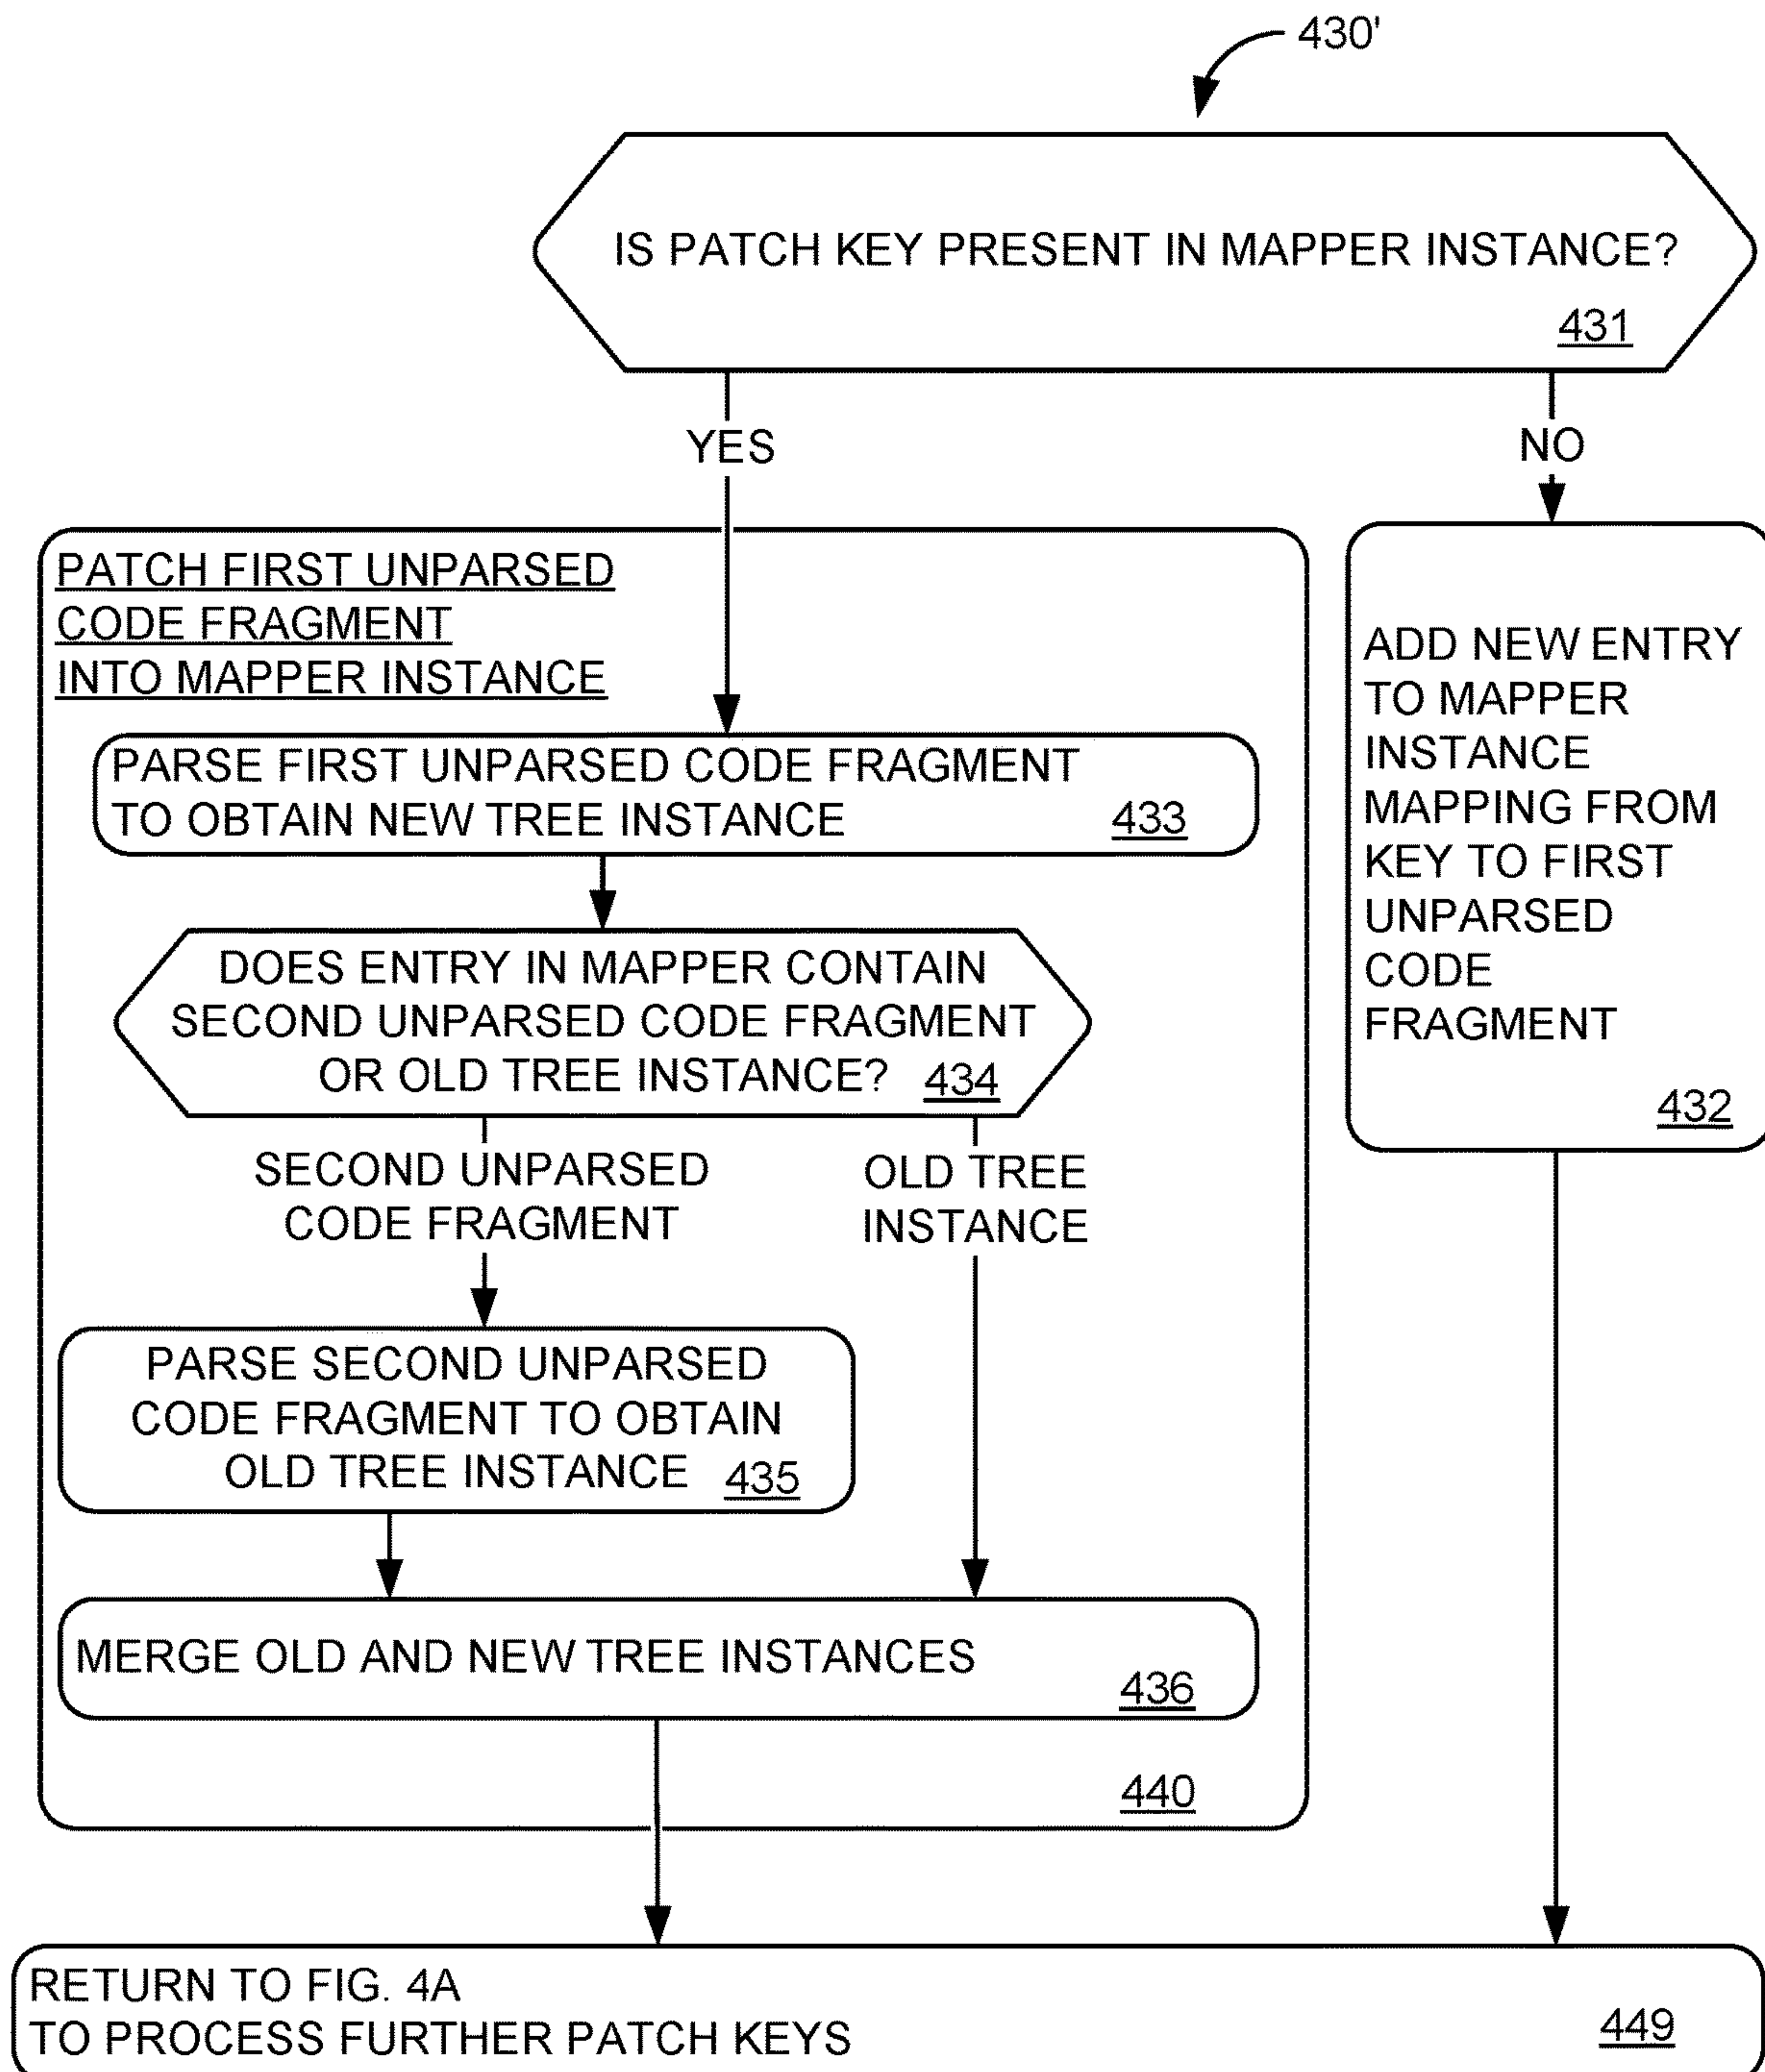 430'
IS PATCH KEY PRESENT IN MAPPER INSTANCE?
431
YES
NO
PATCH FIRST UNPARSED
CODE FRAGMENT
INTO MAPPER INSTANCE
PARSE FIRST UNPARSED CODE FRAGMENT
TO OBTAIN NEW TREE INSTANCE
433
DOES ENTRY IN MAPPER CONTAIN
SECOND UNPARSED CODE FRAGMENT
OR OLD TREE INSTANCE? 434
SECOND UNPARSED
CODE FRAGMENT
OLD TREE
INSTANCE
PARSE SECOND UNPARSED
CODE FRAGMENT TO OBTAIN
OLD TREE INSTANCE 435
MERGE OLD AND NEW TREE INSTANCES
436
440
ADD NEW ENTRY
TO MAPPER
INSTANCE
MAPPING FROM
KEY TO FIRST
UNPARSED
CODE
FRAGMENT
432
RETURN TO FIG. 4A
TO PROCESS FURTHER PATCH KEYS
449